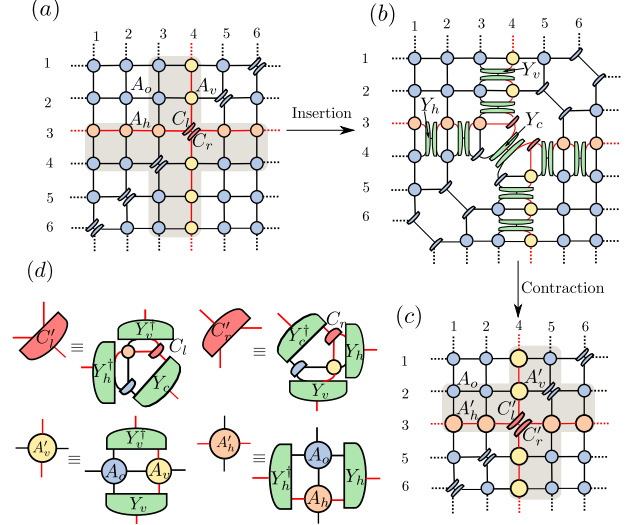 (a)
1 2 3 4 5 6
1
2
3
4
5
6
A_o A_v
A_h C_l
C_r
Insertion
(b)
1 2 3 4 5 6
1
2
3
4
5
6
Y_v
Y_h
Y_c
Contraction
(c)
1 2 4 5 6
1
2
3
5
6
A_o A'_v
A'_h C'_l
C'_r
(d)
C'_l ≡ Y_v^† C_l
Y_h^† Y_c
C'_r ≡ Y_c^† C_r
Y_h
Y_v
A'_v ≡ Y_v^†
A_o A_v
Y_v
A'_h ≡ Y_h^† A_o Y_h
A_h